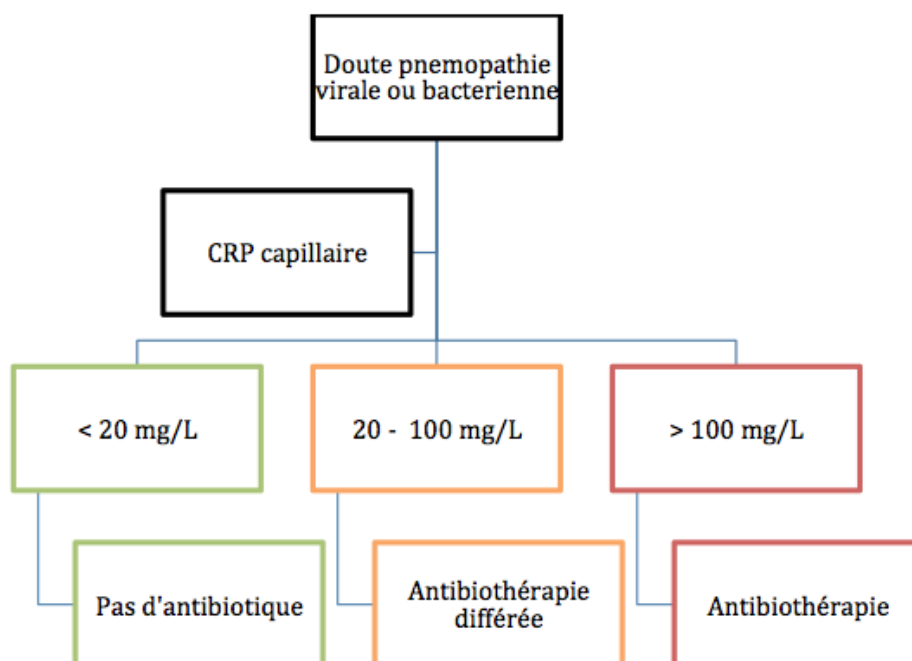 Doute pnemopathie
virale ou bacterienne
CRP capillaire
< 20 mg/L
20 - 100 mg/L
> 100 mg/L
Pas d'antibiotique
Antibiothérapie
différée
Antibiothérapie